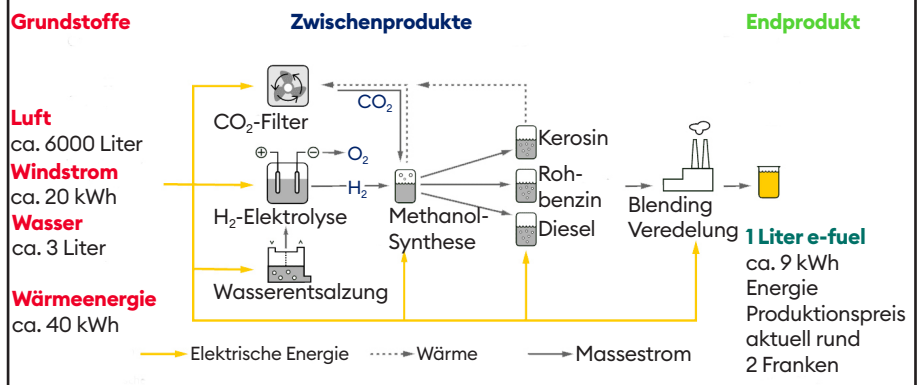 Grundstoffe
Zwischenprodukte
Endprodukt
Luft
ca. 6000 Liter
Windstrom
ca. 20 kWh
Wasser
ca. 3 Liter
Wärmeenergie
ca. 40 kWh
CO₂-Filter
CO₂
⊕ ⊖ O₂
H₂
H₂-Elektrolyse
Wasserentsalzung
Methanol-
Synthese
Kerosin
Roh-
benzin
Diesel
Blending
Veredelung
1 Liter e-fuel
ca. 9 kWh
Energie
Produktionspreis
aktuell rund
2 Franken
Elektrische Energie
Wärme
Massestrom